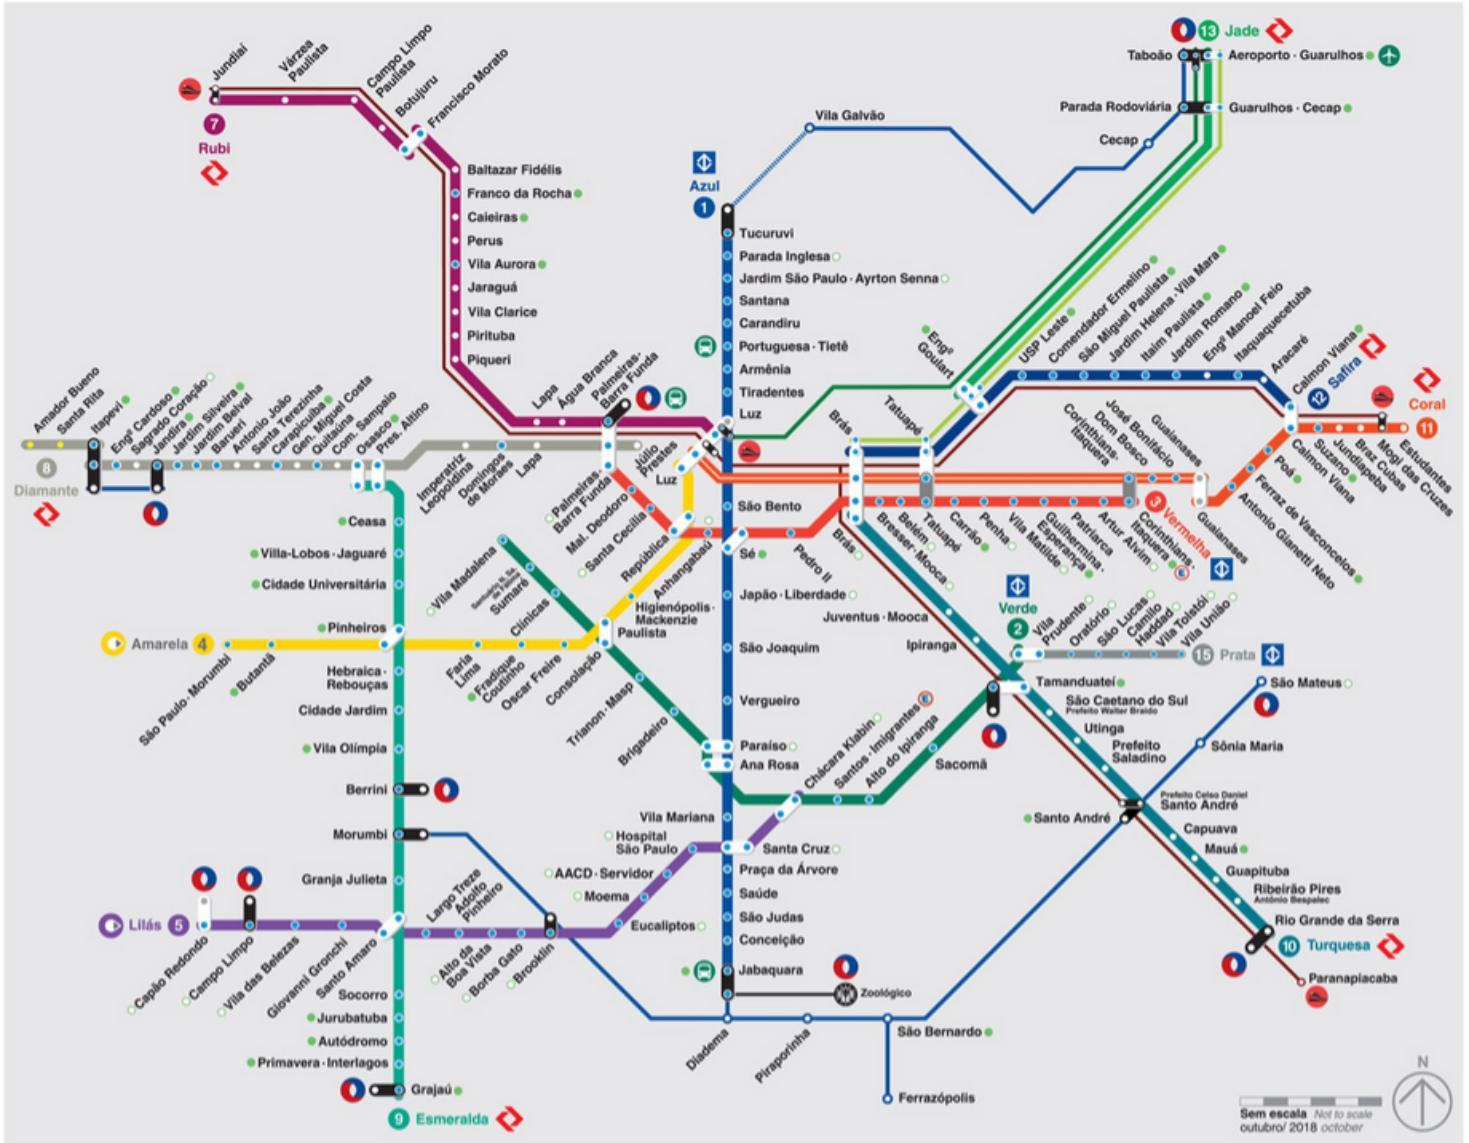 Jundiaí
Várzea
Paulista
Campo Limpo
Paulista
Botujuru
Francisco Morato
7
Rubi
Baltazar Fidélis
Franco da Rocha
Caieiras
Perus
Vila Aurora
Jaraguá
Vila Clarice
Pirituba
Piqueri
Lapa
Água Branca
Palmeiras-
Barra Funda
Azul
1
Tucuruvi
Parada Inglesa
Jardim São Paulo · Ayrton Senna
Santana
Carandiru
Portuguesa · Tietê
Armênia
Tiradentes
Luz
Vila Galvão
Cecap
13 Jade
Taboão
Aeroporto · Guarulhos
Parada Rodoviária
Guarulhos · Cecap
Engº
Goulart
USP Leste
Comendador Ermelino
São Miguel Paulista
Jardim Helena · Vila Mara
Itaim Paulista
Jardim Romano
Engº Manoel Feio
Itaquaquecetuba
Aracaré
Calmon Viana
12 Safira
Coral
11
Amador Bueno
Santa Rita
Itapevi
Engº Cardoso
Sagrado Coração
Jandira
Jardim Silveira
Jardim Belval
Barueri
Antonio João
Santa Terezinha
Carapicuíba
Gen. Miguel Costa
Quitaúna
Com. Sampaio
Osasco
Pres. Altino
8
Diamante
Imperatriz
Leopoldina
Domingos
de Moraes
Lapa
Júlio
Prestes
Luz
Palmeiras-
Barra Funda
Mal. Deodoro
Santa Cecília
República
Anhangabaú
Sé
Pedro II
Brás
Brás
Tatuapé
Bresser · Mooca
Belém
Tatuapé
Carrão
Penha
Vila Matilde
Guilhermina-
Esperança
Patriarca
Artur Alvim
Corinthians-
Itaquera
3 Vermelha
Corinthians-
Itaquera
Dom Bosco
José Bonifácio
Guaianases
Guaianases
Antonio Gianetti Neto
Ferraz de Vasconcelos
Poá
Calmon Viana
Suzano
Jundiapeba
Braz Cubas
Mogi das Cruzes
Estudantes
Ceasa
Villa-Lobos · Jaguaré
Cidade Universitária
Pinheiros
Hebraica ·
Rebouças
Cidade Jardim
Vila Olímpia
Berrini
Morumbi
Granja Julieta
Socorro
Jurubatuba
Autódromo
Primavera · Interlagos
Grajaú
9 Esmeralda
Amarela 4
São Paulo · Morumbi
Butantã
Faria
Lima
Fradique
Coutinho
Oscar Freire
Higienópolis ·
Mackenzie
Paulista
Consolação
Vila Madalena
Santuário N. Sa.
de Fátima
Sumaré
Clínicas
Trianon · Masp
Brigadeiro
São Bento
Japão · Liberdade
São Joaquim
Vergueiro
Paraíso
Ana Rosa
Vila Mariana
Santa Cruz
Praça da Árvore
Saúde
São Judas
Conceição
Jabaquara
Zoológico
Chácara Klabin
Santos · Imigrantes
Alto do Ipiranga
Sacomã
Tamanduateí
Verde
2
Vila
Prudente
Oratório
São Lucas
Camilo
Haddad
Vila Tolstói
Vila União
15 Prata
Juventus · Mooca
Ipiranga
São Caetano do Sul
Prefeito Walter Braido
Utinga
Prefeito
Saladino
Prefeito Celso Daniel
Santo André
Santo André
Capuava
Mauá
Guapituba
Ribeirão Pires
Antônio Bespalec
Rio Grande da Serra
10 Turquesa
Paranapiacaba
São Mateus
Sônia Maria
Lilás 5
Capão Redondo
Campo Limpo
Vila das Belezas
Giovanni Gronchi
Santo Amaro
Largo Treze
Adolfo
Pinheiro
Alto da
Boa Vista
Borba Gato
Brooklin
Eucaliptos
Moema
AACD · Servidor
Hospital
São Paulo
Diadema
Piraporinha
São Bernardo
Ferrazópolis
N
Sem escala Not to scale
outubro/ 2018 october